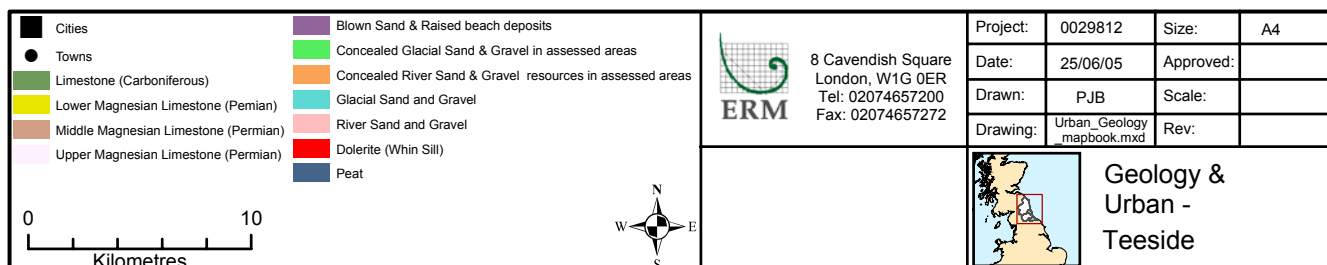 Cities
Towns
Limestone (Carboniferous)
Lower Magnesian Limestone (Pemian)
Middle Magnesian Limestone (Permian)
Upper Magnesian Limestone (Permian)
0 10
Kilometres
Blown Sand & Raised beach deposits
Concealed Glacial Sand & Gravel in assessed areas
Concealed River Sand & Gravel resources in assessed areas
Glacial Sand and Gravel
River Sand and Gravel
Dolerite (Whin Sill)
Peat
N
W E
S
ERM
8 Cavendish Square
London, W1G 0ER
Tel: 02074657200
Fax: 02074657272
Project: 0029812 Size: A4
Date: 25/06/05 Approved:
Drawn: PJB Scale:
Drawing: Urban_Geology
_mapbook.mxd Rev:
Geology &
Urban -
Teeside